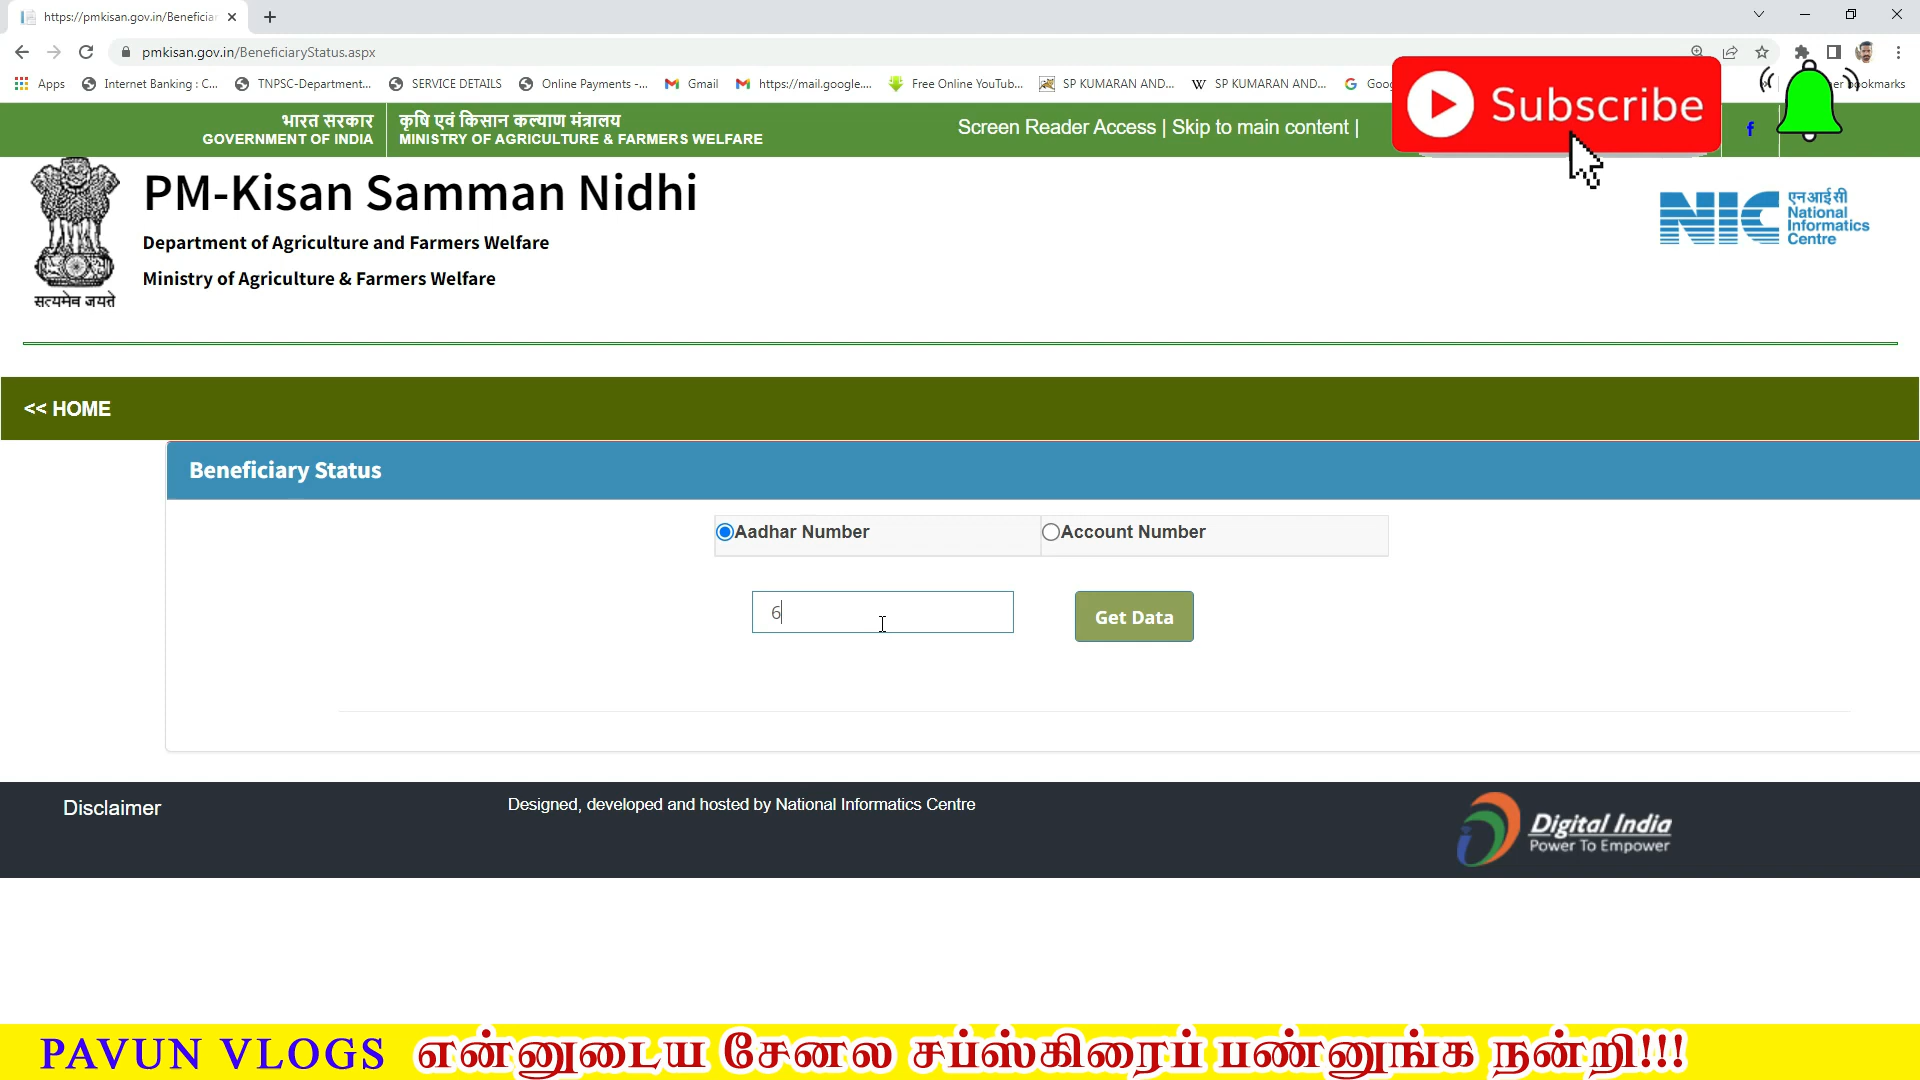 https://pmkisan.gov.in/Beneficiar
pmkisan.gov.in/BeneficiaryStatus.aspx
Apps
Internet Banking : C...
TNPSC-Department...
SERVICE DETAILS
Online Payments -...
Gmail
https://mail.google....
Free Online YouTub...
SP KUMARAN AND...
SP KUMARAN AND...
भारत सरकार
GOVERNMENT OF INDIA
कृषि एवं किसान कल्याण मंत्रालय
MINISTRY OF AGRICULTURE & FARMERS WELFARE
Screen Reader Access | Skip to main content |
Subscribe
PM-Kisan Samman Nidhi
Department of Agriculture and Farmers Welfare
Ministry of Agriculture & Farmers Welfare
सत्यमेव जयते
NIC
एन आई सी
National
Informatics
Centre
<< HOME
Beneficiary Status
Aadhar Number
Account Number
6
Get Data
Disclaimer
Designed, developed and hosted by National Informatics Centre
Digital India
Power To Empower
PAVUN VLOGS என்னுடைய சேனல சப்ஸ்கிரைப் பண்னுங்க நன்றி!!!